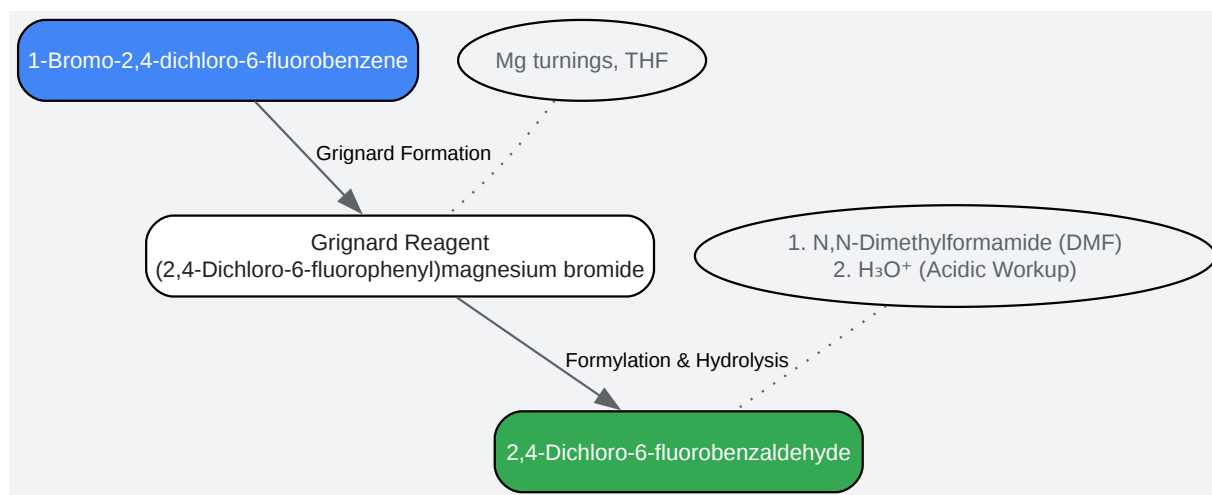 1-Bromo-2,4-dichloro-6-fluorobenzene
Mg turnings, THF
Grignard Formation
Grignard Reagent
(2,4-Dichloro-6-fluorophenyl)magnesium bromide
1. N,N-Dimethylformamide (DMF)
2. H₃O⁺ (Acidic Workup)
Formylation & Hydrolysis
2,4-Dichloro-6-fluorobenzaldehyde